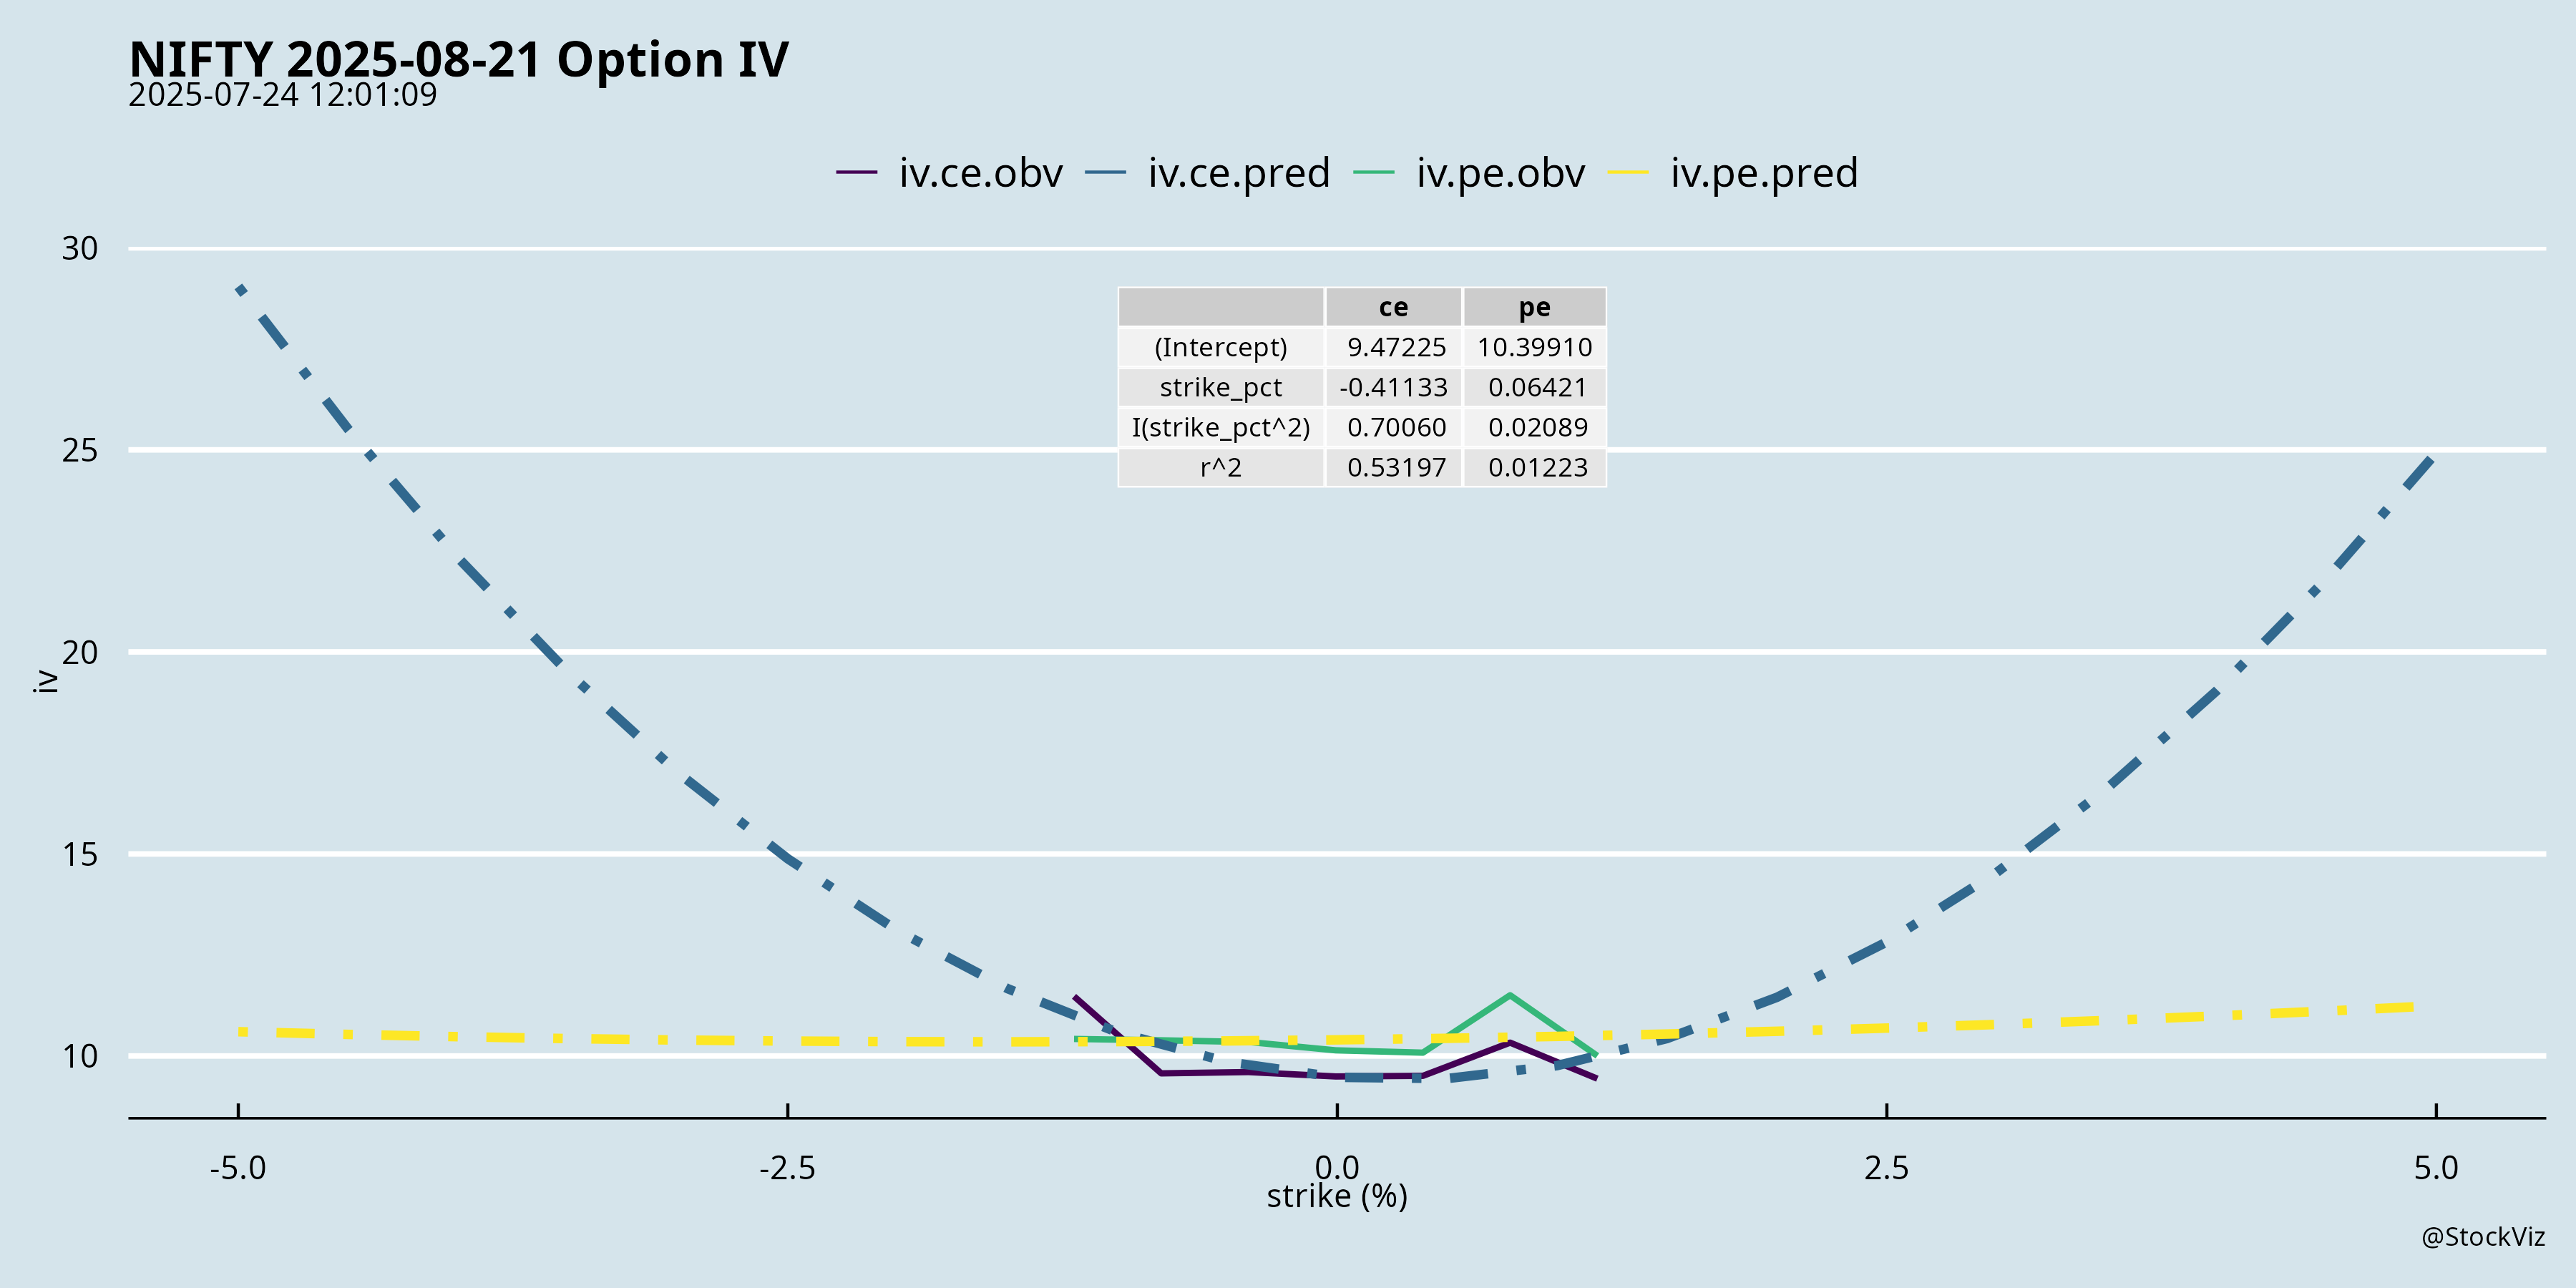 NIFTY 2025-08-21 Option IV
2025-07-24 12:01:09
iv.ce.obv iv.ce.pred iv.pe.obv iv.pe.pred
30
25
20
15
10
iv
ce pe
(Intercept) 9.47225 10.39910
strike_pct -0.41133 0.06421
I(strike_pct^2) 0.70060 0.02089
r^2 0.53197 0.01223
-5.0 -2.5 0.0 2.5 5.0
strike (%)
@StockViz